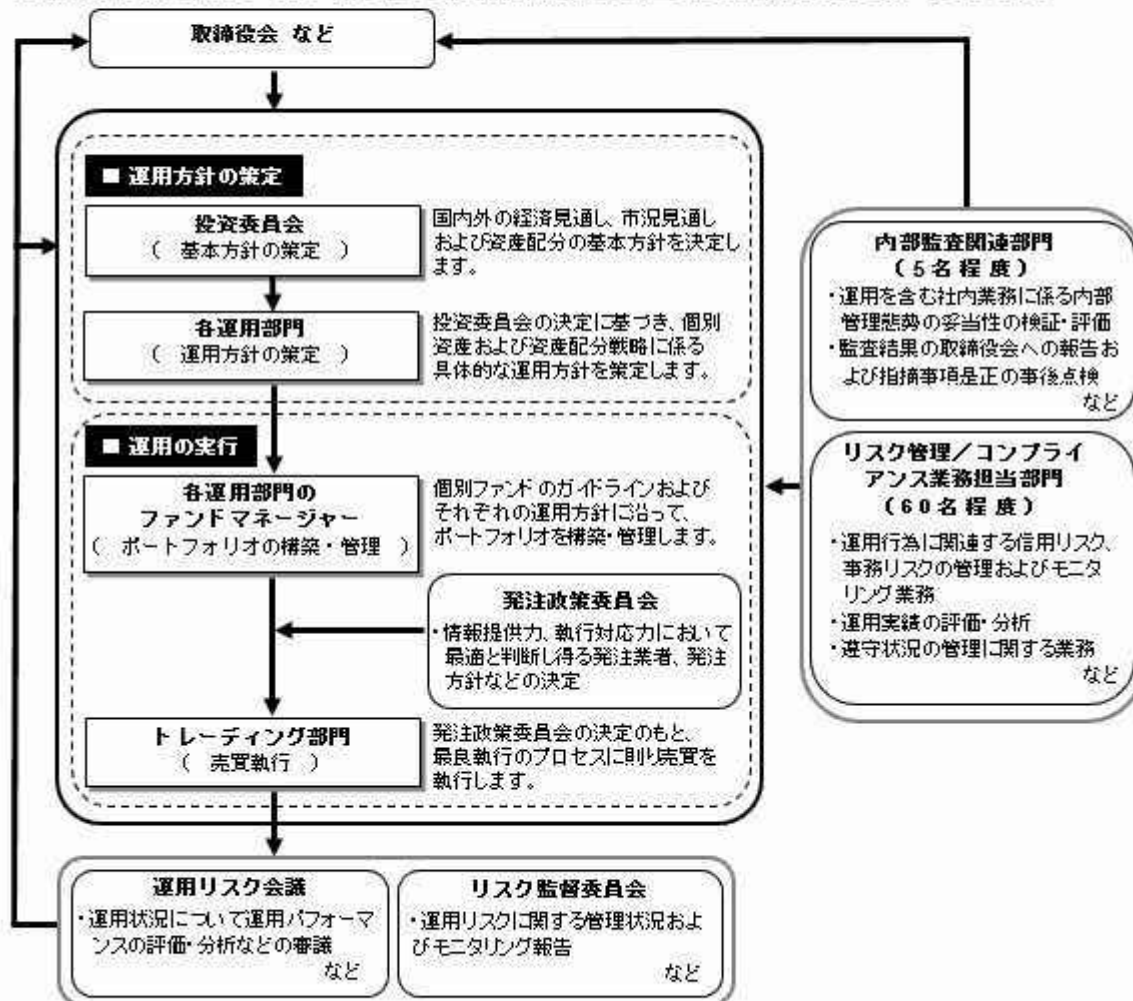 取締役会 など
■ 運用方針の策定
投資委員会
( 基本方針の策定 )
国内外の経済見通し、市況見通し
および資産配分の基本方針を決定し
ます。
各運用部門
( 運用方針の策定 )
投資委員会の決定に基づき、個別
資産および資産配分戦略に係る
具体的な運用方針を策定します。
■ 運用の実行
各運用部門の
ファンドマネージャー
( ポートフォリオの構築・管理 )
個別ファンドのガイドラインおよび
それぞれの運用方針に沿って、
ポートフォリオを構築・管理します。
発注政策委員会
・情報提供力、執行対応力において
最適と判断し得る発注業者、発注
方針などの決定
トレーディング部門
( 売買執行 )
発注政策委員会の決定のもと、
最良執行のプロセスに則り売買を
執行します。
内部監査関連部門
(5名程度)
・運用を含む社内業務に係る内部
管理態勢の妥当性の検証・評価
・監査結果の取締役会への報告お
よび指摘事項是正の事後点検
など
リスク管理/コンプライ
アンス業務担当部門
(60名程度)
・運用行為に関連する信用リスク、
事務リスクの管理およびモニタ
リング業務
・運用実績の評価・分析
・遵守状況の管理に関する業務
など
運用リスク会議
・運用状況について運用パフォーマ
ンスの評価・分析などの審議
など
リスク監督委員会
・運用リスクに関する管理状況およ
びモニタリング報告
など